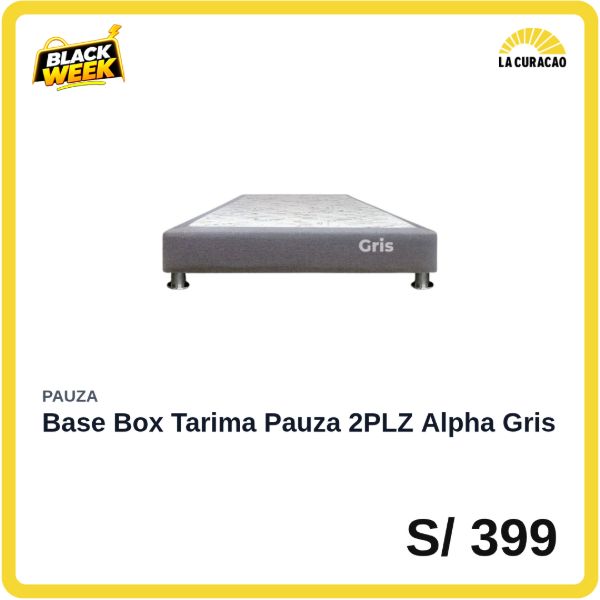 BLACK
WEEK
LA CURACAO
Gris
PAUZA
Base Box Tarima Pauza 2PLZ Alpha Gris
S/ 399